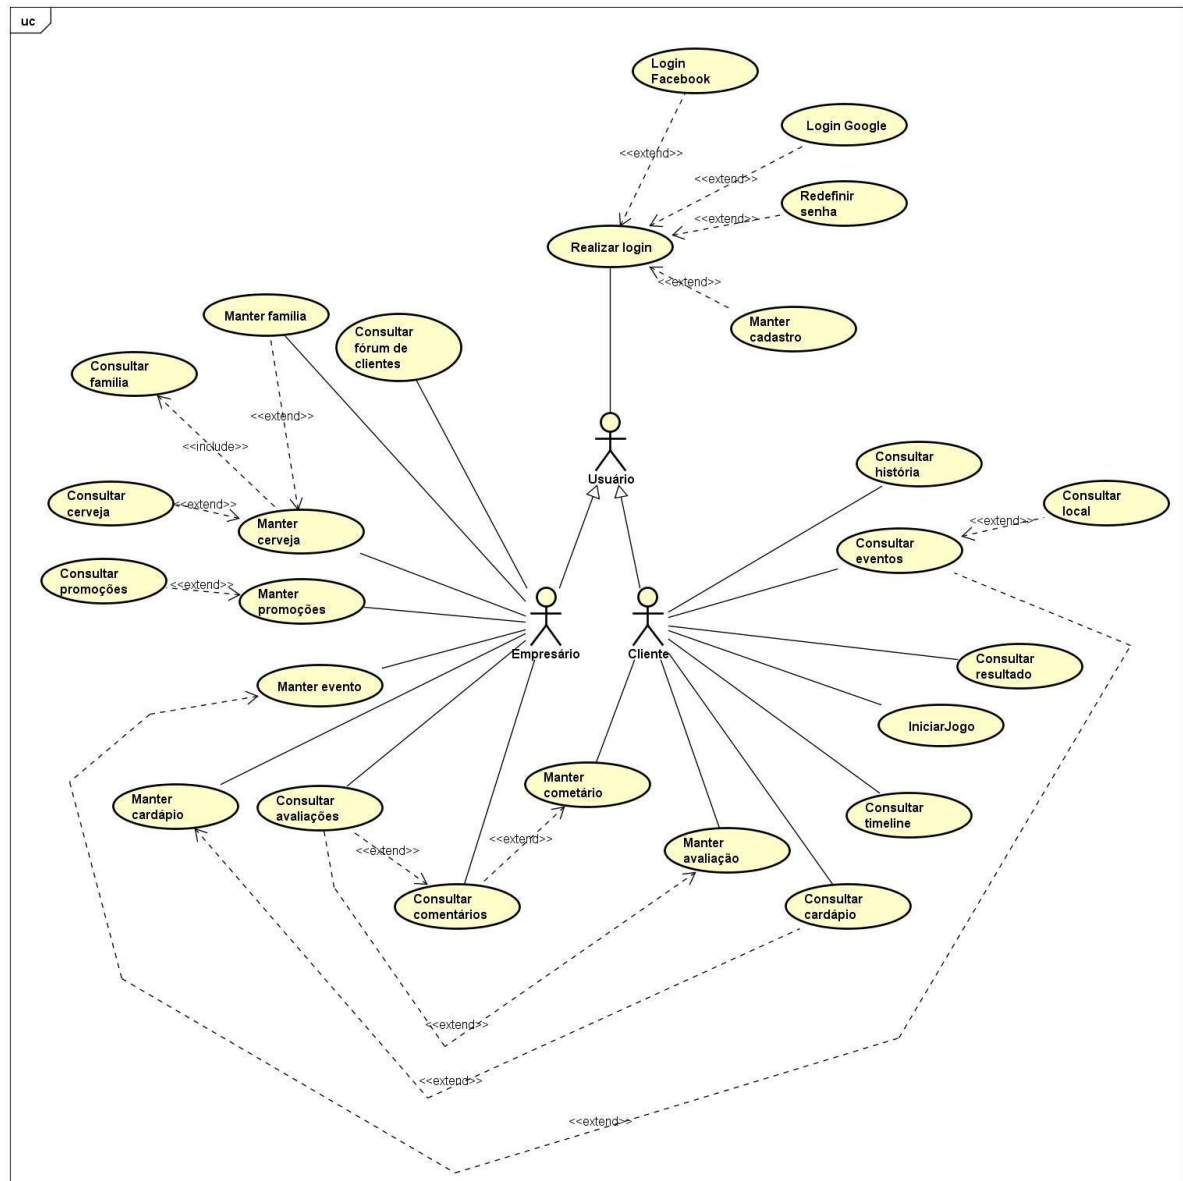 uc
Login
Facebook
Login Google
<<extend>>
<<extend>>
Redefinir
senha
<<extend>>
Realizar login
<<extend>>
Manter família
Manter
cadastro
Consultar
fórum de
clientes
Consultar
família
<<extend>>
<<include>>
Usuário
Consultar
história
Consultar
cerveja
<<extend>>
Manter
cerveja
Consultar
local
<<extend>>
Consultar
eventos
Consultar
promoções
<<extend>>
Manter
promoções
Empresário
Cliente
Consultar
resultado
Manter evento
IniciarJogo
Manter
cometário
Manter
cardápio
Consultar
avaliações
Consultar
timeline
<<extend>>
<<extend>>
Manter
avaliação
Consultar
comentários
Consultar
cardápio
<<extend>>
<<extend>>
<<extend>>